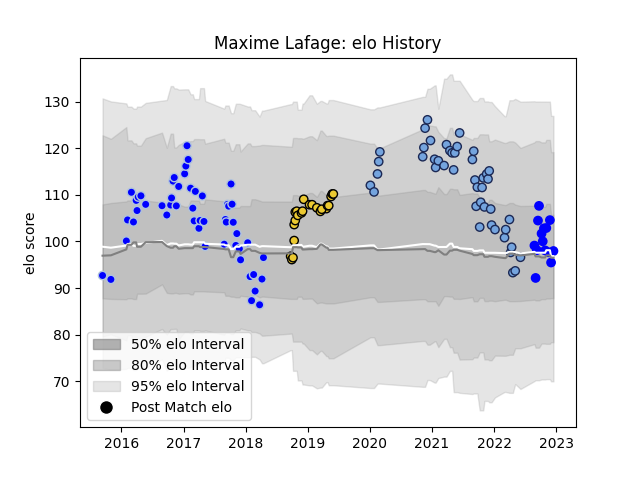 Maxime Lafage: elo History
elo score
130
120
110
100
90
80
70
50% elo Interval
80% elo Interval
95% elo Interval
Post Match elo
2016
2017
2018
2019
2020
2021
2022
2023